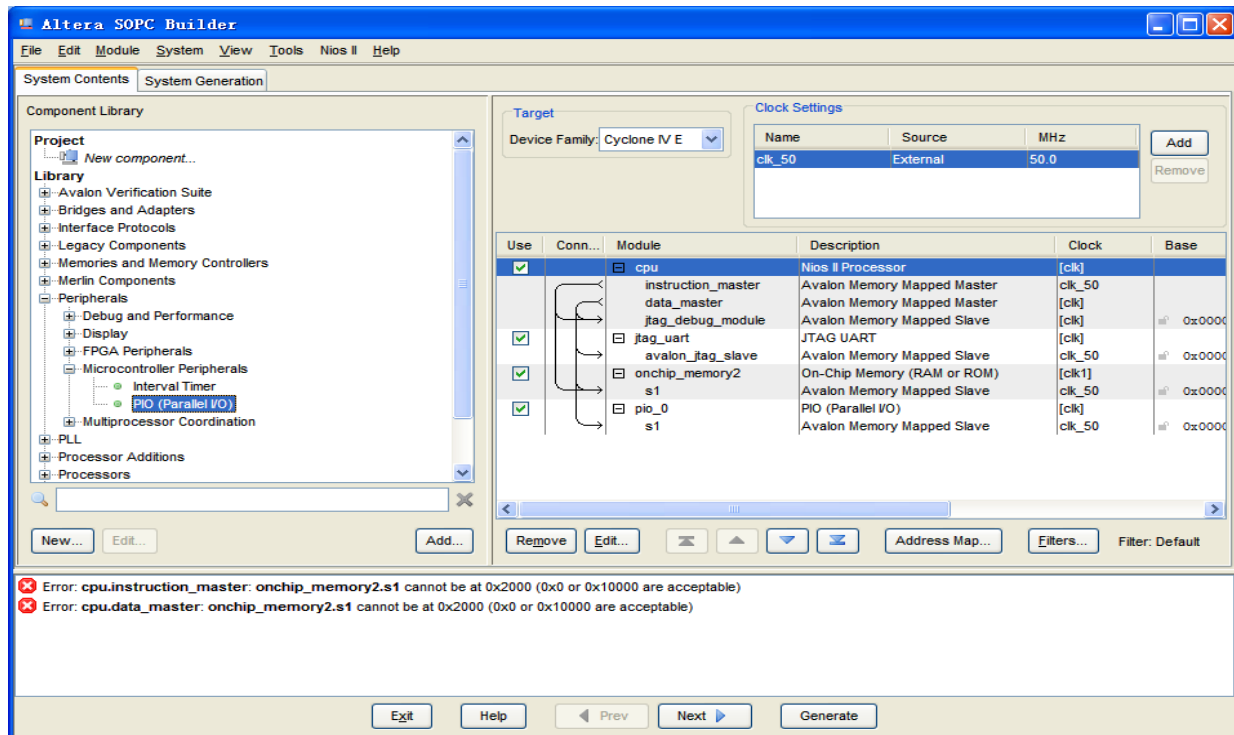 Altera SOPC Builder
File Edit Module System View Tools Nios II Help
System Contents System Generation
Component Library
Project
New component...
Library
Avalon Verification Suite
Bridges and Adapters
Interface Protocols
Legacy Components
Memories and Memory Controllers
Merlin Components
Peripherals
Debug and Performance
Display
FPGA Peripherals
Microcontroller Peripherals
Interval Timer
PIO (Parallel I/O)
Multiprocessor Coordination
PLL
Processor Additions
Processors
New... Edit... Add...
Target
Device Family: Cyclone IV E
Clock Settings
Name Source MHz
clk_50 External 50.0
Add
Remove
Use Conn... Module Description Clock Base
cpu Nios II Processor [clk]
instruction_master Avalon Memory Mapped Master clk_50
data_master Avalon Memory Mapped Master [clk]
jtag_debug_module Avalon Memory Mapped Slave [clk] 0x0000
jtag_uart JTAG UART [clk]
avalon_jtag_slave Avalon Memory Mapped Slave clk_50 0x0000
onchip_memory2 On-Chip Memory (RAM or ROM) [clk1]
s1 Avalon Memory Mapped Slave clk_50 0x0000
pio_0 PIO (Parallel I/O) [clk]
s1 Avalon Memory Mapped Slave clk_50 0x0000
Remove Edit... Address Map... Filters... Filter: Default
Error: cpu.instruction_master: onchip_memory2.s1 cannot be at 0x2000 (0x0 or 0x10000 are acceptable)
Error: cpu.data_master: onchip_memory2.s1 cannot be at 0x2000 (0x0 or 0x10000 are acceptable)
Exit Help Prev Next Generate